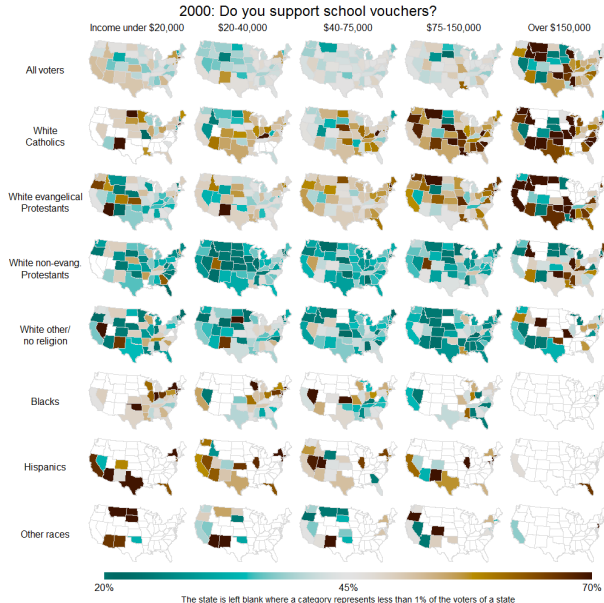 2000: Do you support school vouchers?
Income under $20,000 $20-40,000 $40-75,000 $75-150,000 Over $150,000
All voters
White
Catholics
White evangelical
Protestants
White non-evang.
Protestants
White other/
no religion
Blacks
Hispanics
Other races
20% 45% 70%
The state is left blank where a category represents less than 1% of the voters of a state